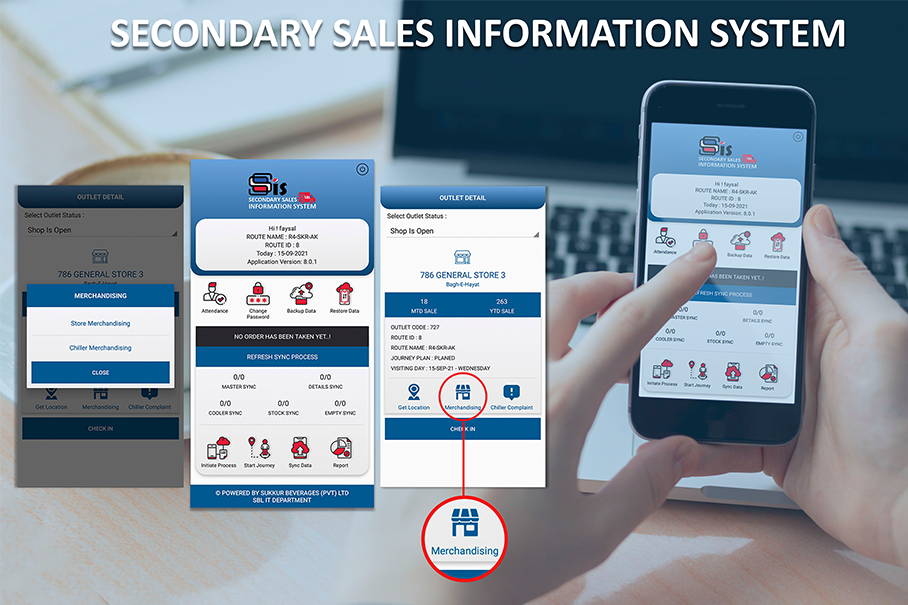 SECONDARY SALES INFORMATION SYSTEM
OUTLET DETAIL
Select Outlet Status :
Shop Is Open
786 GENERAL STORE 3
Bagh-E-Hayat
MERCHANDISING
Store Merchandising
Chiller Merchandising
CLOSE
Get Location
Merchandising
Chiller Complaint
CHECK IN
Sis
SECONDARY SALES
INFORMATION SYSTEM
Hi ! faysal
ROUTE NAME : R4-SKR-AK
ROUTE ID : 8
Today : 15-09-2021
Application Version: 8.0.1
Attendance
Change
Password
Backup Data
Restore Data
NO ORDER HAS BEEN TAKEN YET..!
REFRESH SYNC PROCESS
0/0
MASTER SYNC
0/0
DETAILS SYNC
0/0
COOLER SYNC
0/0
STOCK SYNC
0/0
EMPTY SYNC
Initiate Process
Start Journey
Sync Data
Report
© POWERED BY SUKKUR BEVERAGES (PVT) LTD
SBL IT DEPARTMENT
OUTLET DETAIL
Select Outlet Status :
Shop Is Open
786 GENERAL STORE 3
Bagh-E-Hayat
18
MTD SALE
263
YTD SALE
OUTLET CODE : 727
ROUTE ID : 8
ROUTE NAME : R4-SKR-AK
JOURNEY PLAN : PLANED
VISITING DAY : 15-SEP-21 - WEDNESDAY
Get Location
Merchandising
Chiller Complaint
CHECK IN
Merchandising
Sis
SECONDARY SALES
INFORMATION SYSTEM
Hi ! faysal
ROUTE NAME : R4-SKR-AK
ROUTE ID : 8
Today : 15-09-2021
Application Version: 8.0.1
Attendance
Backup Data
Restore Data
HAS BEEN TAKEN YET..!
REFRESH SYNC PROCESS
0/0
MASTER SYNC
0/0
DETAILS SYNC
0/0
COOLER SYNC
0/0
STOCK SYNC
0/0
EMPTY SYNC
Initiate Process
Start Journey
Sync Data
Report